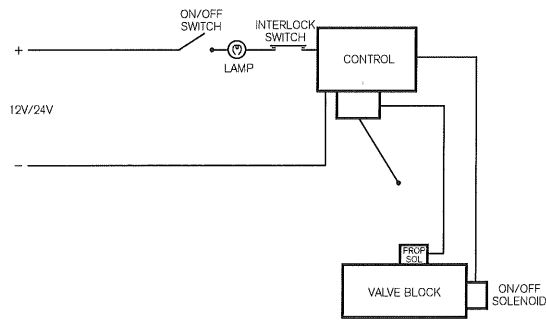 ON/OFF
SWITCH
INTERLOCK
SWITCH
+
LAMP
CONTROL
12V/24V
–
PROP
SOL
VALVE BLOCK
ON/OFF
SOLENOID